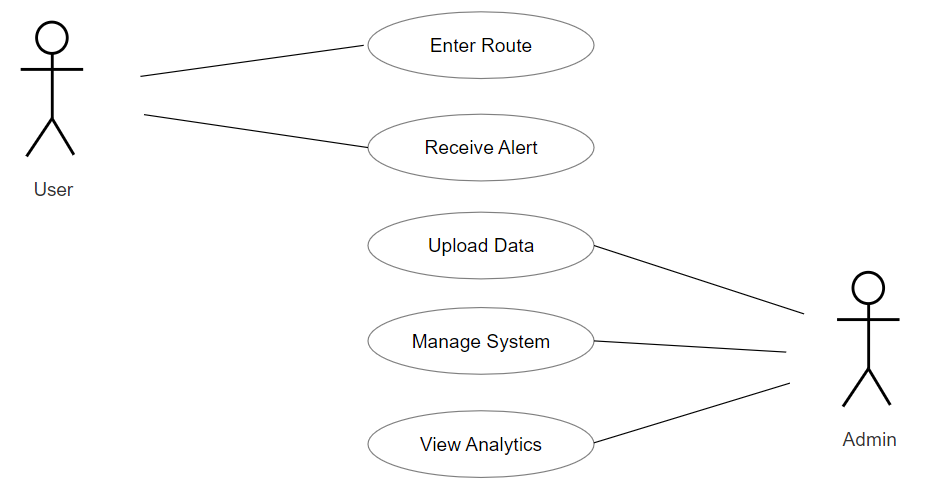 Enter Route
Receive Alert
User
Upload Data
Manage System
View Analytics
Admin